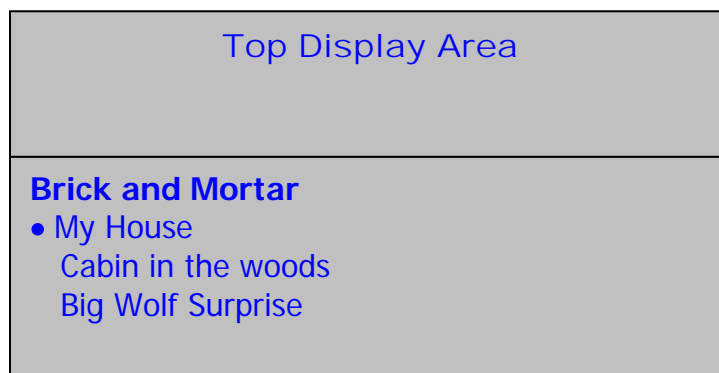 Top Display Area
Brick and Mortar
• My House
Cabin in the woods
Big Wolf Surprise